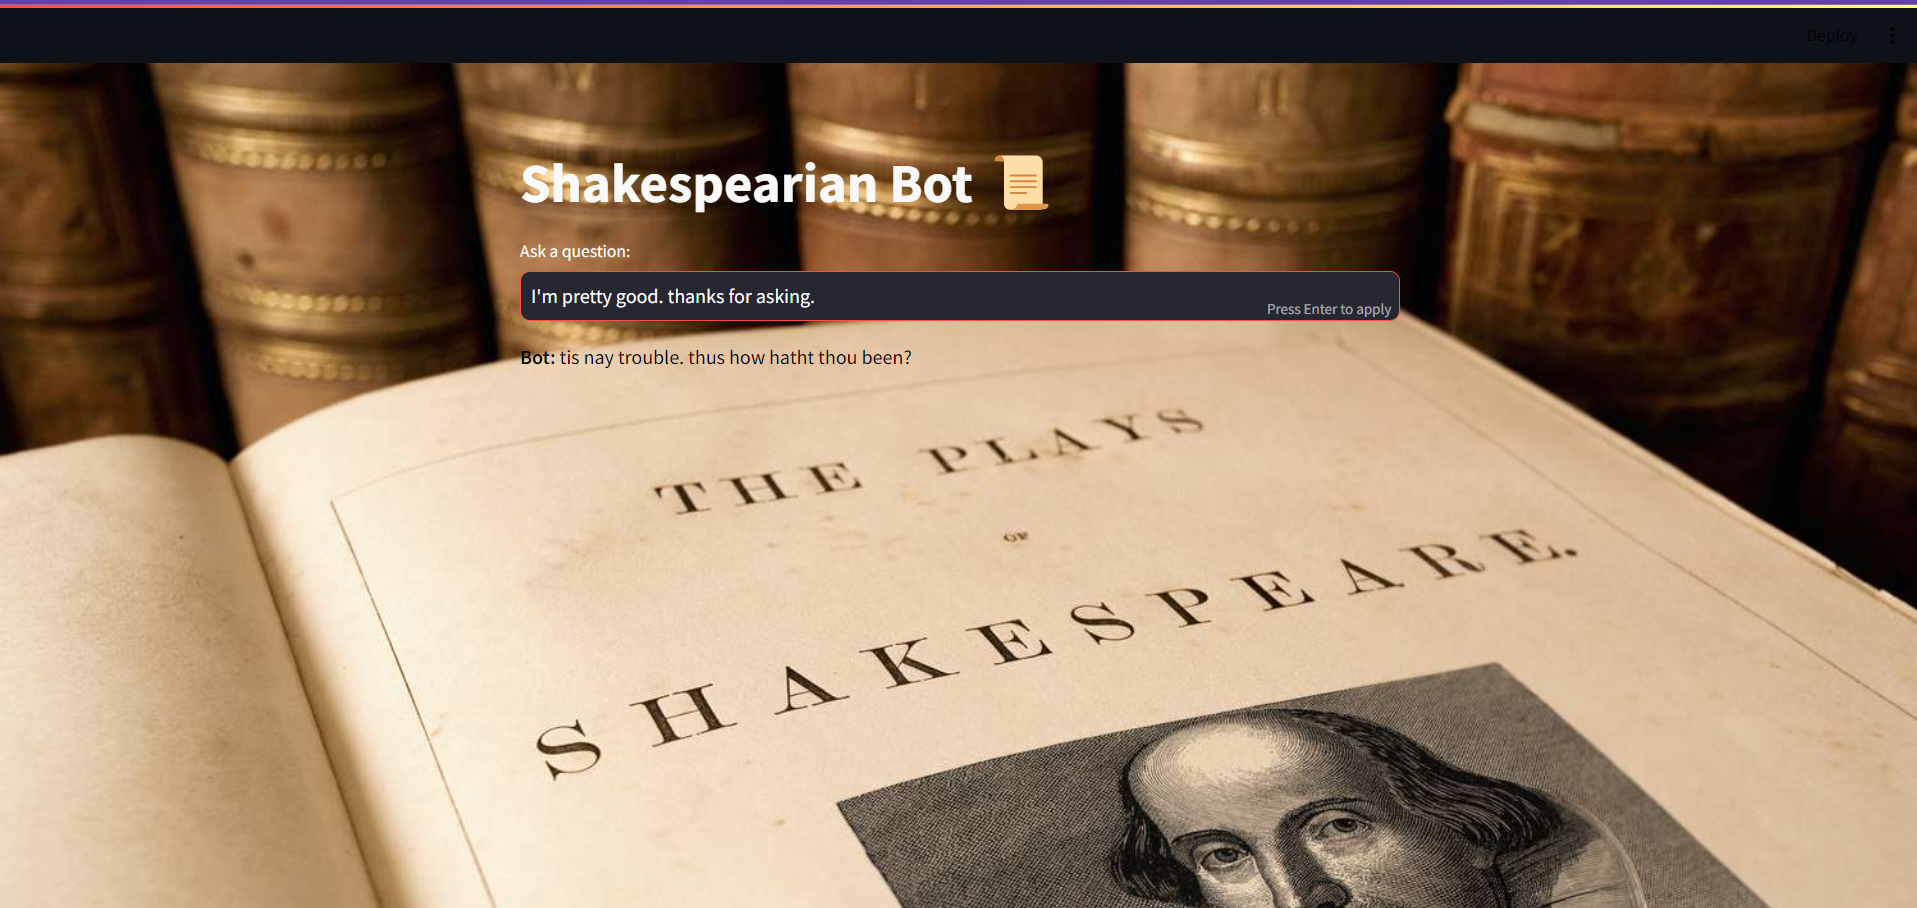 Deploy
Shakespearian Bot
Ask a question:
I'm pretty good. thanks for asking.
Press Enter to apply
Bot: tis nay trouble. thus how hatht thou been?
THE PLAYS
OF
SHAKESPEARE.